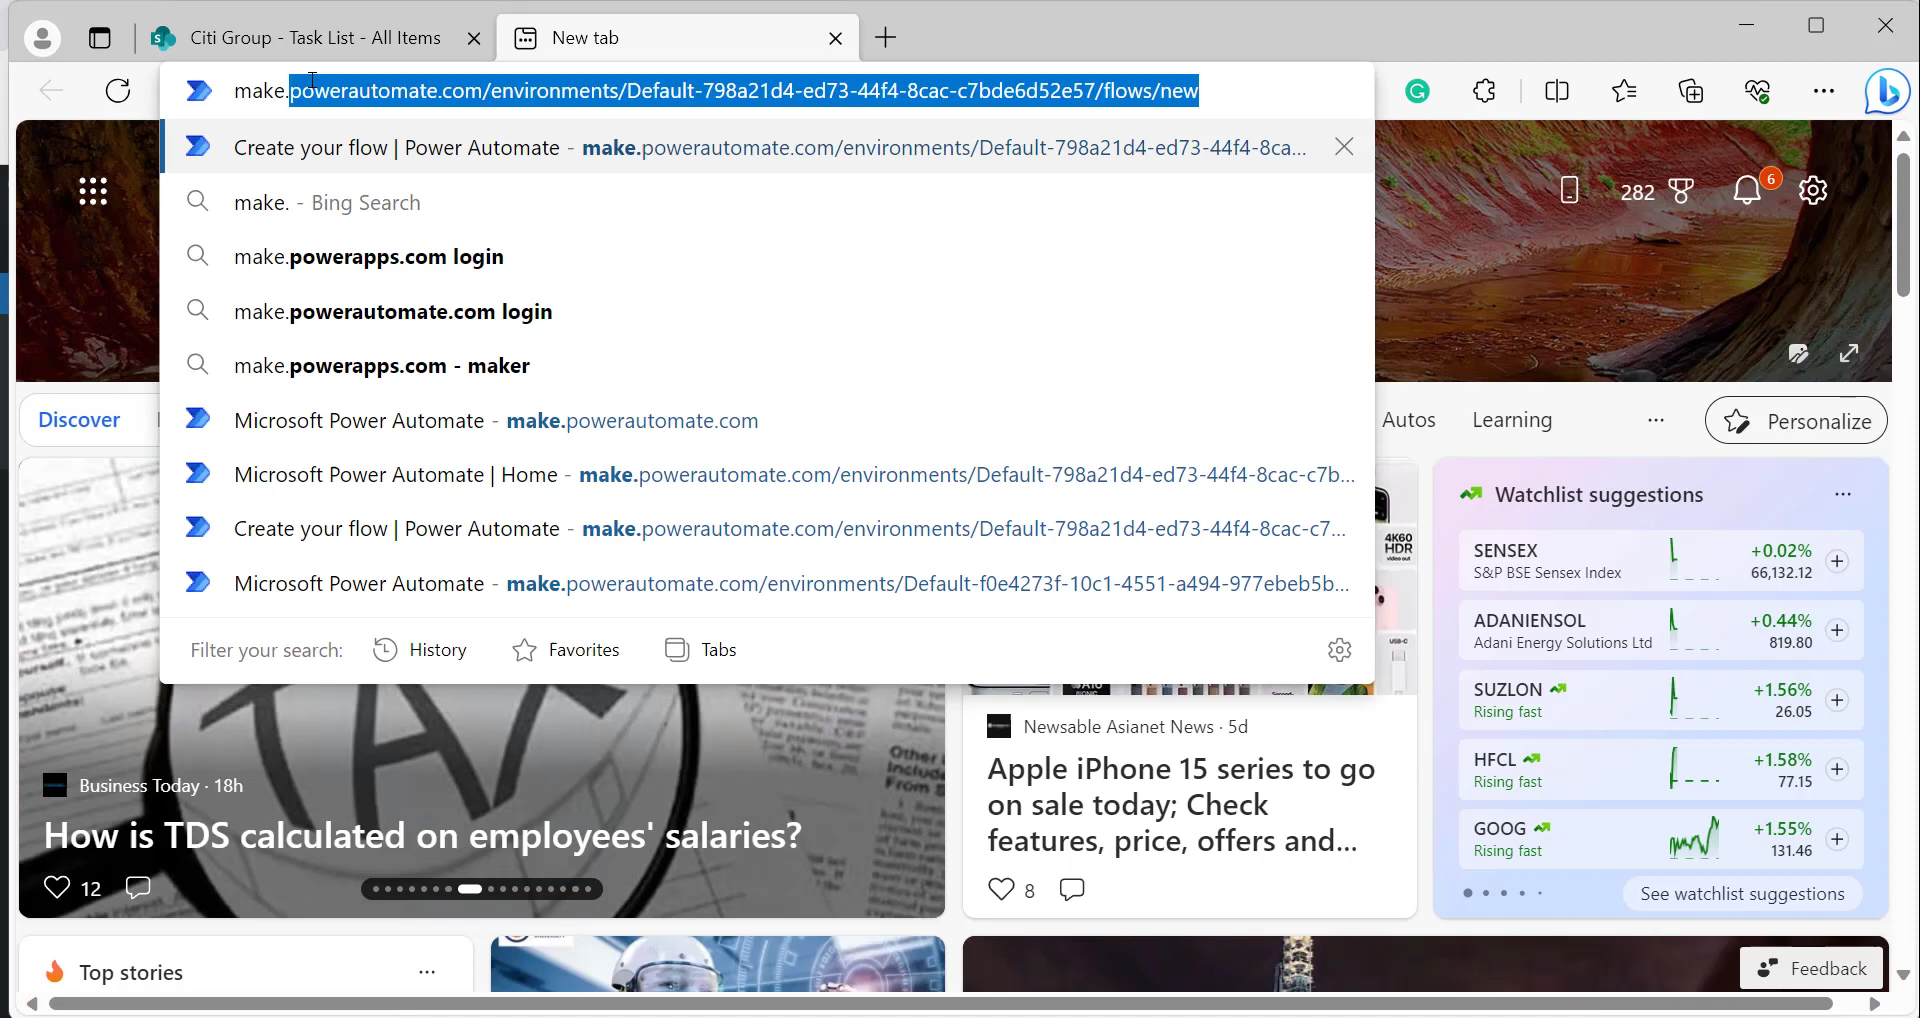 Citi Group - Task List - All Items
New tab
make.powerautomate.com/environments/Default-798a21d4-ed73-44f4-8cac-c7bde6d52e57/flows/new
Create your flow | Power Automate - make.powerautomate.com/environments/Default-798a21d4-ed73-44f4-8ca...
make. - Bing Search
make.powerapps.com login
make.powerautomate.com login
make.powerapps.com - maker
Microsoft Power Automate - make.powerautomate.com
Microsoft Power Automate | Home - make.powerautomate.com/environments/Default-798a21d4-ed73-44f4-8cac-c7b...
Create your flow | Power Automate - make.powerautomate.com/environments/Default-798a21d4-ed73-44f4-8cac-c7...
Microsoft Power Automate - make.powerautomate.com/environments/Default-f0e4273f-10c1-4551-a494-977ebeb5b...
Filter your search: History Favorites Tabs
282
6
Discover
Autos Learning ... Personalize
4K60
HDR
video out
USB-C
Watchlist suggestions
SENSEX +0.02%
S&P BSE Sensex Index 66,132.12
ADANIENSOL +0.44%
Adani Energy Solutions Ltd 819.80
SUZLON +1.56%
Rising fast 26.05
HFCL +1.58%
Rising fast 77.15
GOOG +1.55%
Rising fast 131.46
See watchlist suggestions
TAX
Other
Include
From S
Business Today · 18h
How is TDS calculated on employees' salaries?
12
Newsable Asianet News · 5d
Apple iPhone 15 series to go
on sale today; Check
features, price, offers and...
8
Top stories
Feedback